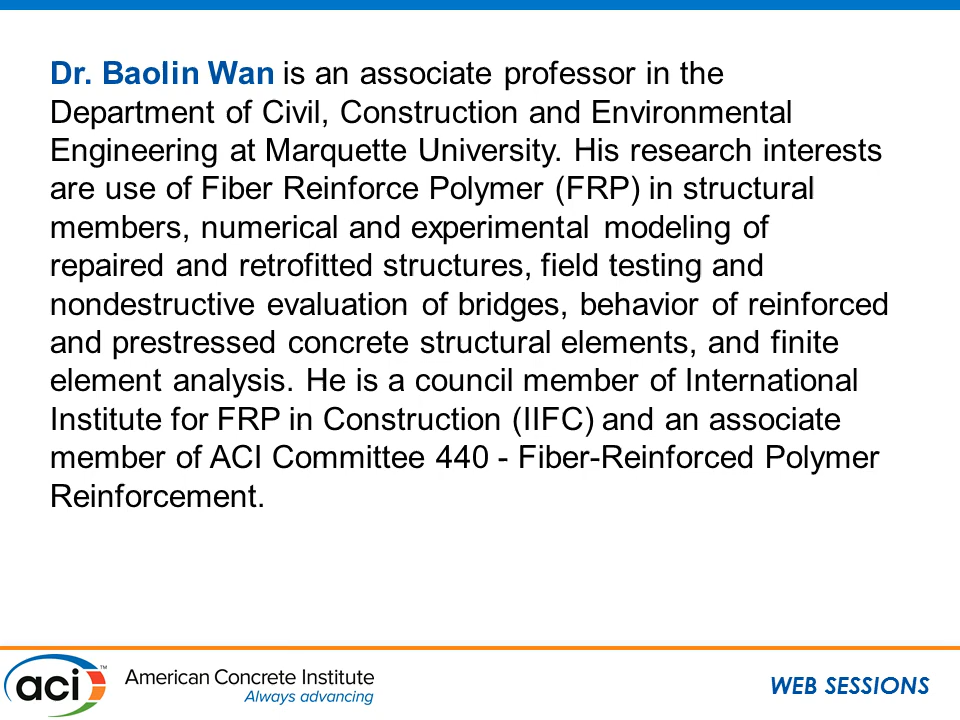 Dr. Baolin Wan is an associate professor in the
Department of Civil, Construction and Environmental
Engineering at Marquette University. His research interests
are use of Fiber Reinforce Polymer (FRP) in structural
members, numerical and experimental modeling of
repaired and retrofitted structures, field testing and
nondestructive evaluation of bridges, behavior of reinforced
and prestressed concrete structural elements, and finite
element analysis. He is a council member of International
Institute for FRP in Construction (IIFC) and an associate
member of ACI Committee 440 - Fiber-Reinforced Polymer
Reinforcement.
aci™
American Concrete Institute
Always advancing
WEB SESSIONS